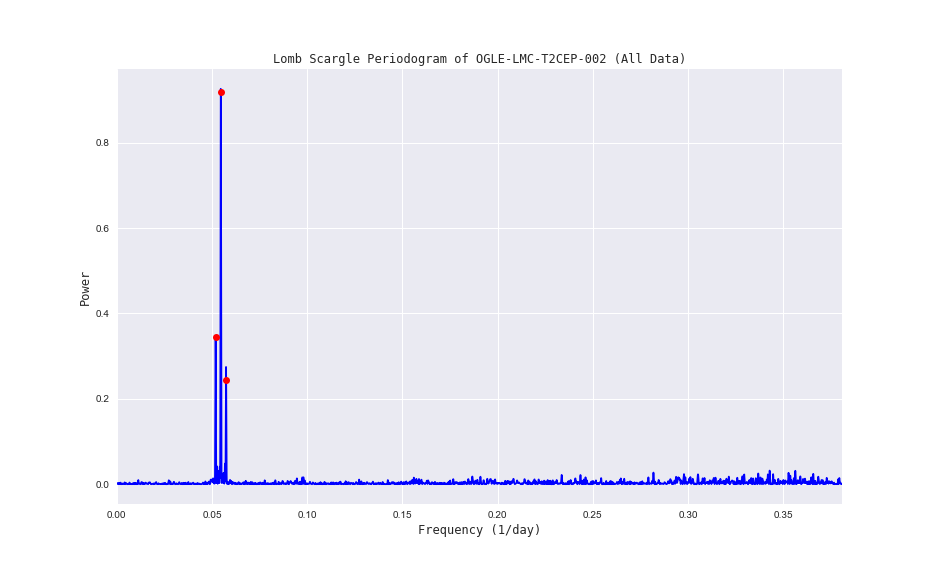 Lomb Scargle Periodogram of OGLE-LMC-T2CEP-002 (All Data)
0.8
0.6
0.4
0.2
0.0
Power
0.00 0.05 0.10 0.15 0.20 0.25 0.30 0.35
Frequency (1/day)